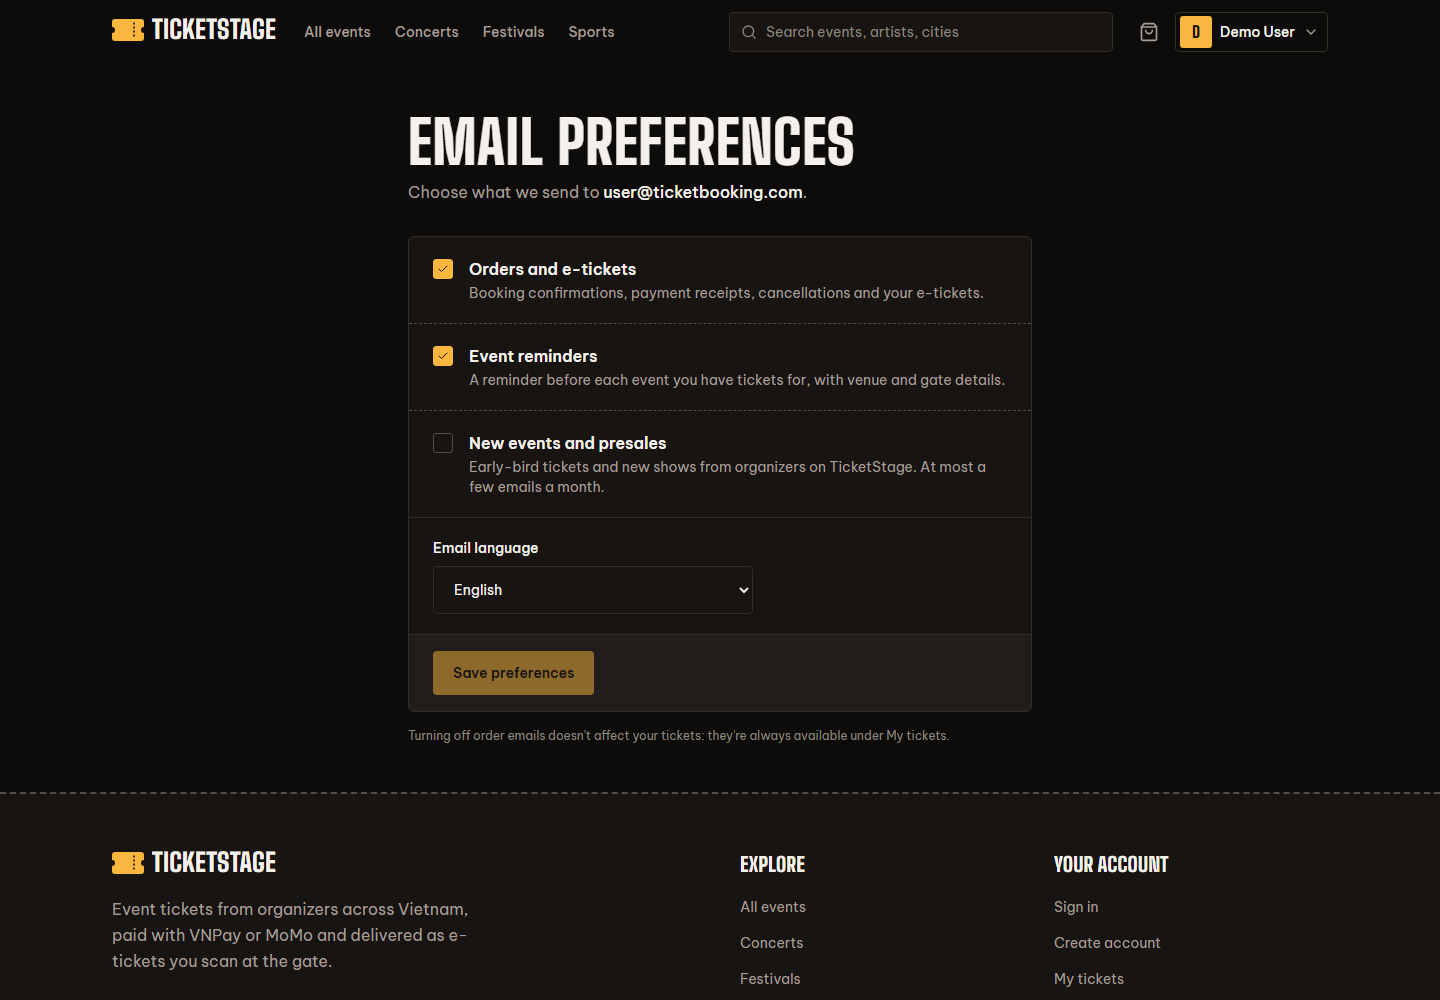 TICKETSTAGE
All events
Concerts
Festivals
Sports
Search events, artists, cities
D
Demo User
EMAIL PREFERENCES
Choose what we send to user@ticketbooking.com.
Orders and e-tickets
Booking confirmations, payment receipts, cancellations and your e-tickets.
Event reminders
A reminder before each event you have tickets for, with venue and gate details.
New events and presales
Early-bird tickets and new shows from organizers on TicketStage. At most a
few emails a month.
Email language
English
Save preferences
Turning off order emails doesn't affect your tickets: they're always available under My tickets.
TICKETSTAGE
Event tickets from organizers across Vietnam,
paid with VNPay or MoMo and delivered as e-
tickets you scan at the gate.
EXPLORE
All events
Concerts
Festivals
YOUR ACCOUNT
Sign in
Create account
My tickets